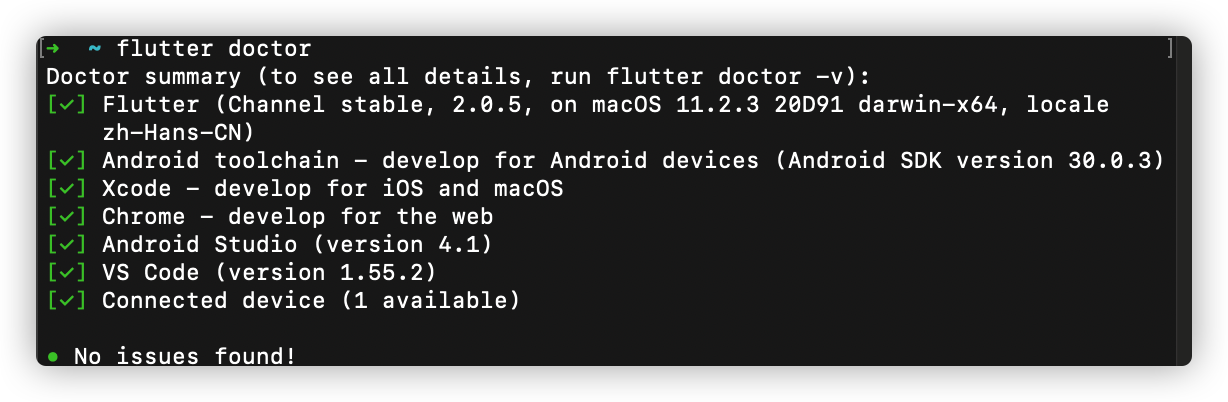 [➜  ~ flutter doctor ]
Doctor summary (to see all details, run flutter doctor -v):
[✓] Flutter (Channel stable, 2.0.5, on macOS 11.2.3 20D91 darwin-x64, locale
    zh-Hans-CN)
[✓] Android toolchain - develop for Android devices (Android SDK version 30.0.3)
[✓] Xcode - develop for iOS and macOS
[✓] Chrome - develop for the web
[✓] Android Studio (version 4.1)
[✓] VS Code (version 1.55.2)
[✓] Connected device (1 available)

• No issues found!